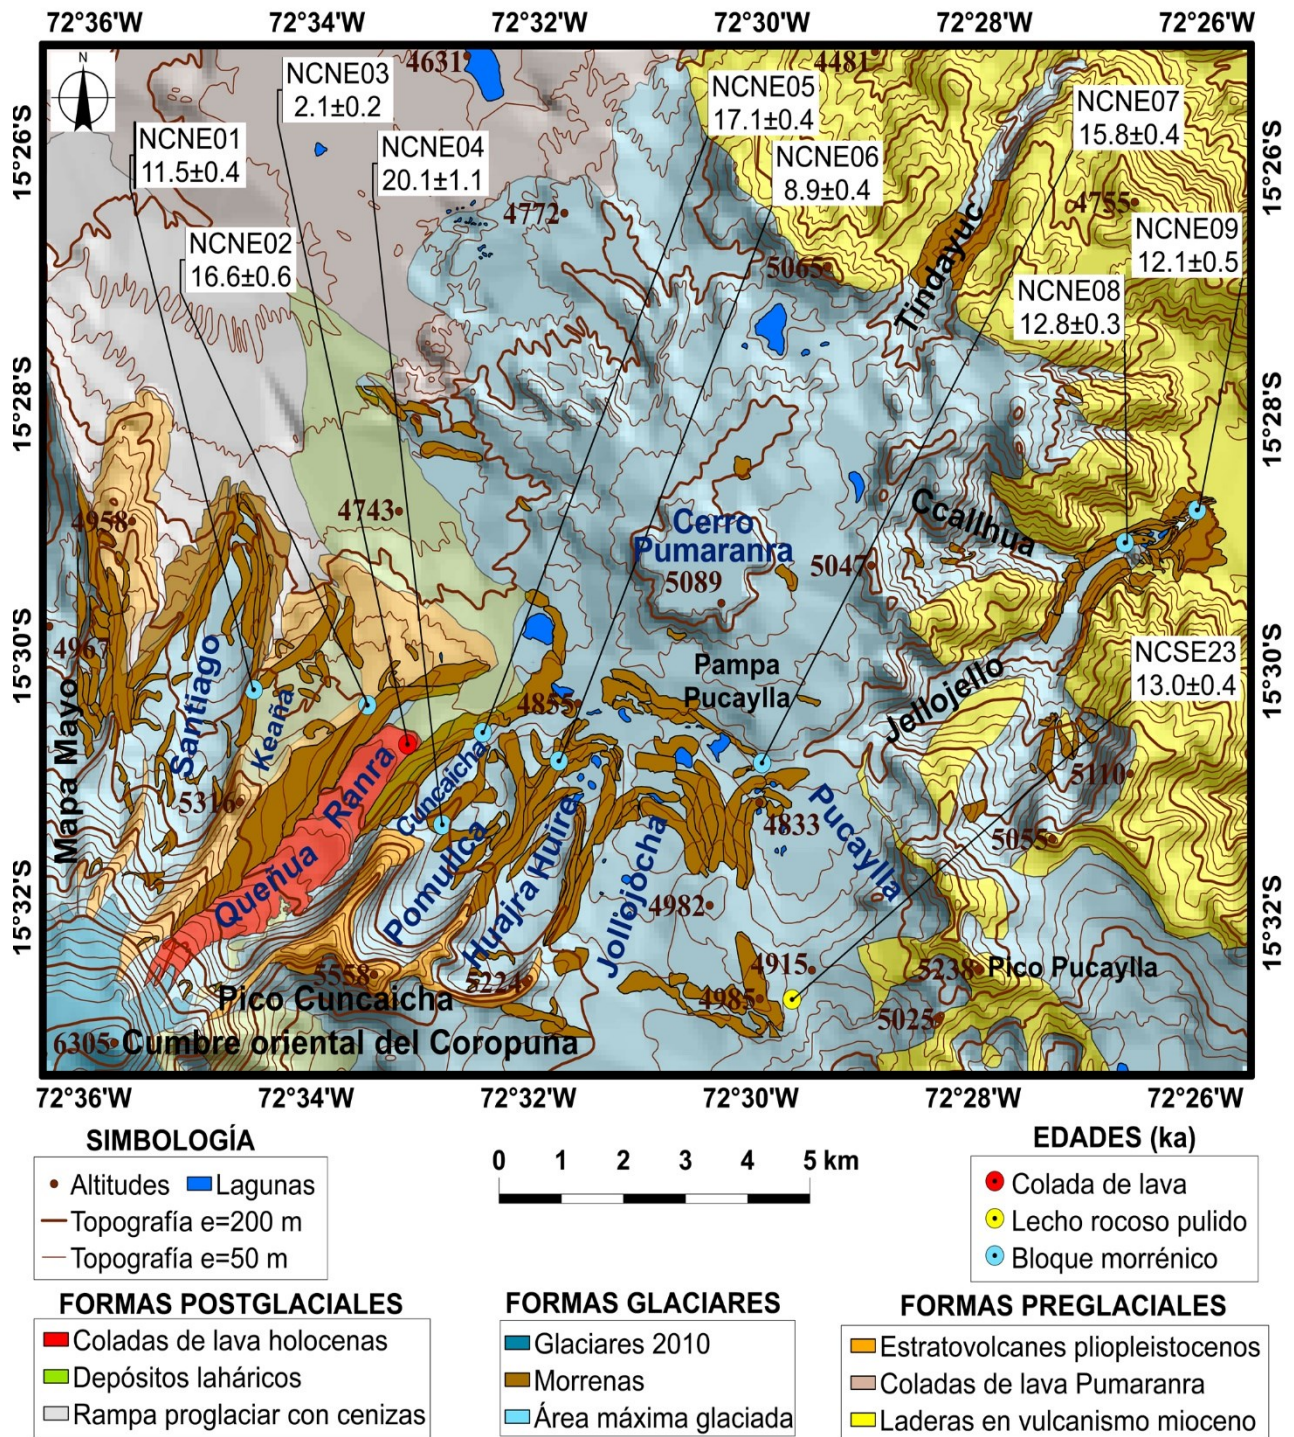 72°36'W 72°34'W 72°32'W 72°30'W 72°28'W 72°26'W
N
4631
4481
NCNE03
2.1±0.2
NCNE05
17.1±0.4
NCNE07
15.8±0.4
NCNE01
11.5±0.4
NCNE04
20.1±1.1
NCNE06
8.9±0.4
15°26'S
15°26'S
4772
4755
NCNE02
16.6±0.6
NCNE09
12.1±0.5
5065
Tindayuc
NCNE08
12.8±0.3
15°28'S
15°28'S
4958
4743
Cerro
Pumaranra
5089
5047
Ccallhua
15°30'S
15°30'S
4967
Mapa Mayo
Santiago
Keaña
Pampa
Pucaylla
Jellojello
NCSE23
13.0±0.4
4855
5316
Ranra
Queñua
Cuncaicha
Pomullca
Huajra Huire
Jollojocha
4833
Pucaylla
5110
5055
15°32'S
15°32'S
4982
4915
4985
5238
Pico Pucaylla
5025
5558
5224
Pico Cuncaicha
6305
Cumbre oriental del Coropuna
72°36'W 72°34'W 72°32'W 72°30'W 72°28'W 72°26'W
SIMBOLOGÍA
Altitudes Lagunas
Topografía e=200 m
Topografía e=50 m
0 1 2 3 4 5 km
EDADES (ka)
Colada de lava
Lecho rocoso pulido
Bloque morrénico
FORMAS POSTGLACIALES
Coladas de lava holocenas
Depósitos laháricos
Rampa proglaciar con cenizas
FORMAS GLACIARES
Glaciares 2010
Morrenas
Área máxima glaciada
FORMAS PREGLACIALES
Estratovolcanes pliopleistocenos
Coladas de lava Pumaranra
Laderas en vulcanismo mioceno